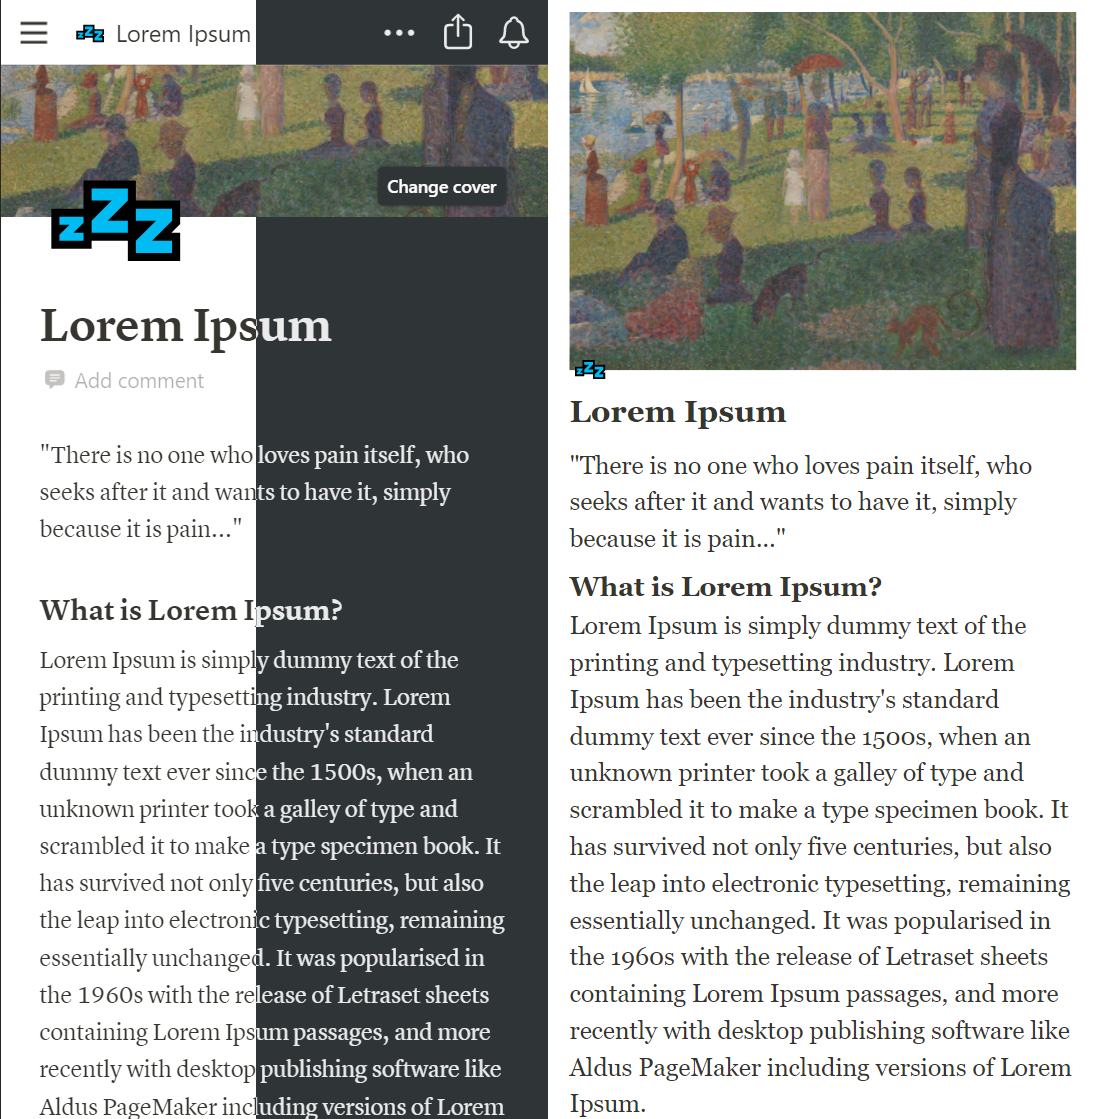 Lorem Ipsum
Change cover
zzz
Lorem Ipsum
Add comment
"There is no one who loves pain itself, who
seeks after it and wants to have it, simply
because it is pain..."
What is Lorem Ipsum?
Lorem Ipsum is simply dummy text of the
printing and typesetting industry. Lorem
Ipsum has been the industry's standard
dummy text ever since the 1500s, when an
unknown printer took a galley of type and
scrambled it to make a type specimen book. It
has survived not only five centuries, but also
the leap into electronic typesetting, remaining
essentially unchanged. It was popularised in
the 1960s with the release of Letraset sheets
containing Lorem Ipsum passages, and more
recently with desktop publishing software like
Aldus PageMaker including versions of Lorem
zzz
Lorem Ipsum
"There is no one who loves pain itself, who
seeks after it and wants to have it, simply
because it is pain..."
What is Lorem Ipsum?
Lorem Ipsum is simply dummy text of the
printing and typesetting industry. Lorem
Ipsum has been the industry's standard
dummy text ever since the 1500s, when an
unknown printer took a galley of type and
scrambled it to make a type specimen book. It
has survived not only five centuries, but also
the leap into electronic typesetting, remaining
essentially unchanged. It was popularised in
the 1960s with the release of Letraset sheets
containing Lorem Ipsum passages, and more
recently with desktop publishing software like
Aldus PageMaker including versions of Lorem
Ipsum.